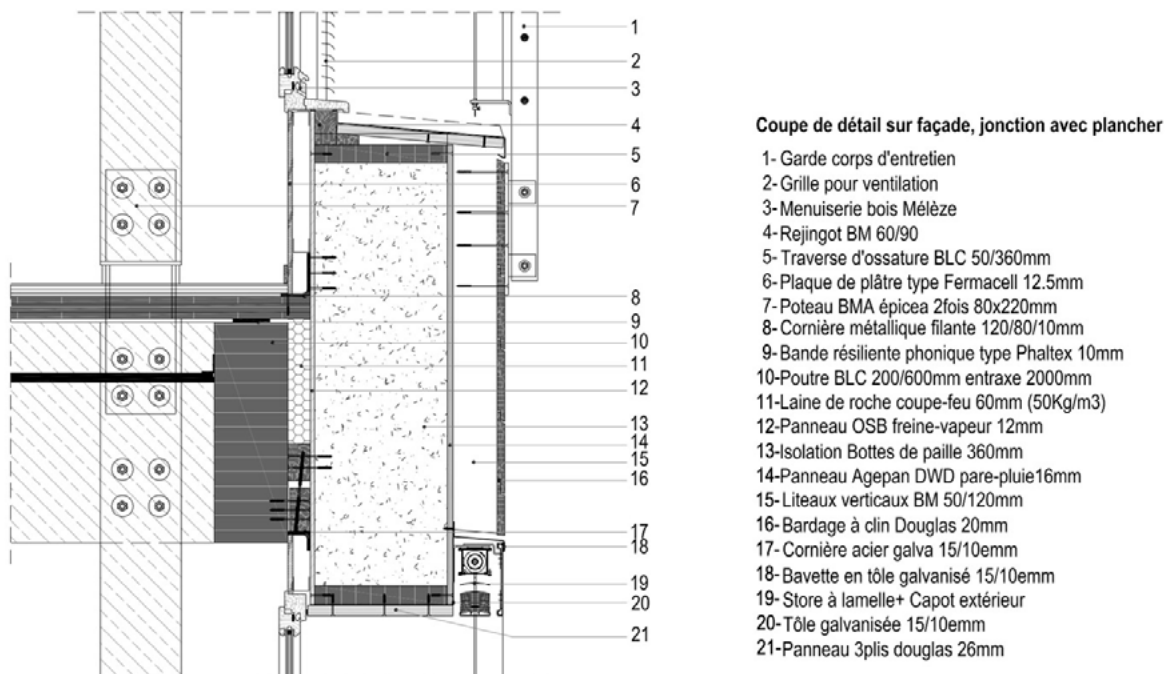 1
2
3
4
5
6
7
8
9
10
11
12
13
14
15
16
17
18
19
20
21
Coupe de détail sur façade, jonction avec plancher
1- Garde corps d'entretien
2- Grille pour ventilation
3- Menuiserie bois Mélèze
4- Rejingot BM 60/90
5- Traverse d'ossature BLC 50/360mm
6- Plaque de plâtre type Fermacell 12.5mm
7- Poteau BMA épicea 2fois 80x220mm
8- Cornière métallique filante 120/80/10mm
9- Bande résiliente phonique type Phaltex 10mm
10-Poutre BLC 200/600mm entraxe 2000mm
11-Laine de roche coupe-feu 60mm (50Kg/m3)
12-Panneau OSB freine-vapeur 12mm
13-Isolation Bottes de paille 360mm
14-Panneau Agepan DWD pare-pluie16mm
15-Liteaux verticaux BM 50/120mm
16-Bardage à clin Douglas 20mm
17-Cornière acier galva 15/10emm
18-Bavette en tôle galvanisé 15/10emm
19-Store à lamelle+ Capot extérieur
20-Tôle galvanisée 15/10emm
21-Panneau 3plis douglas 26mm